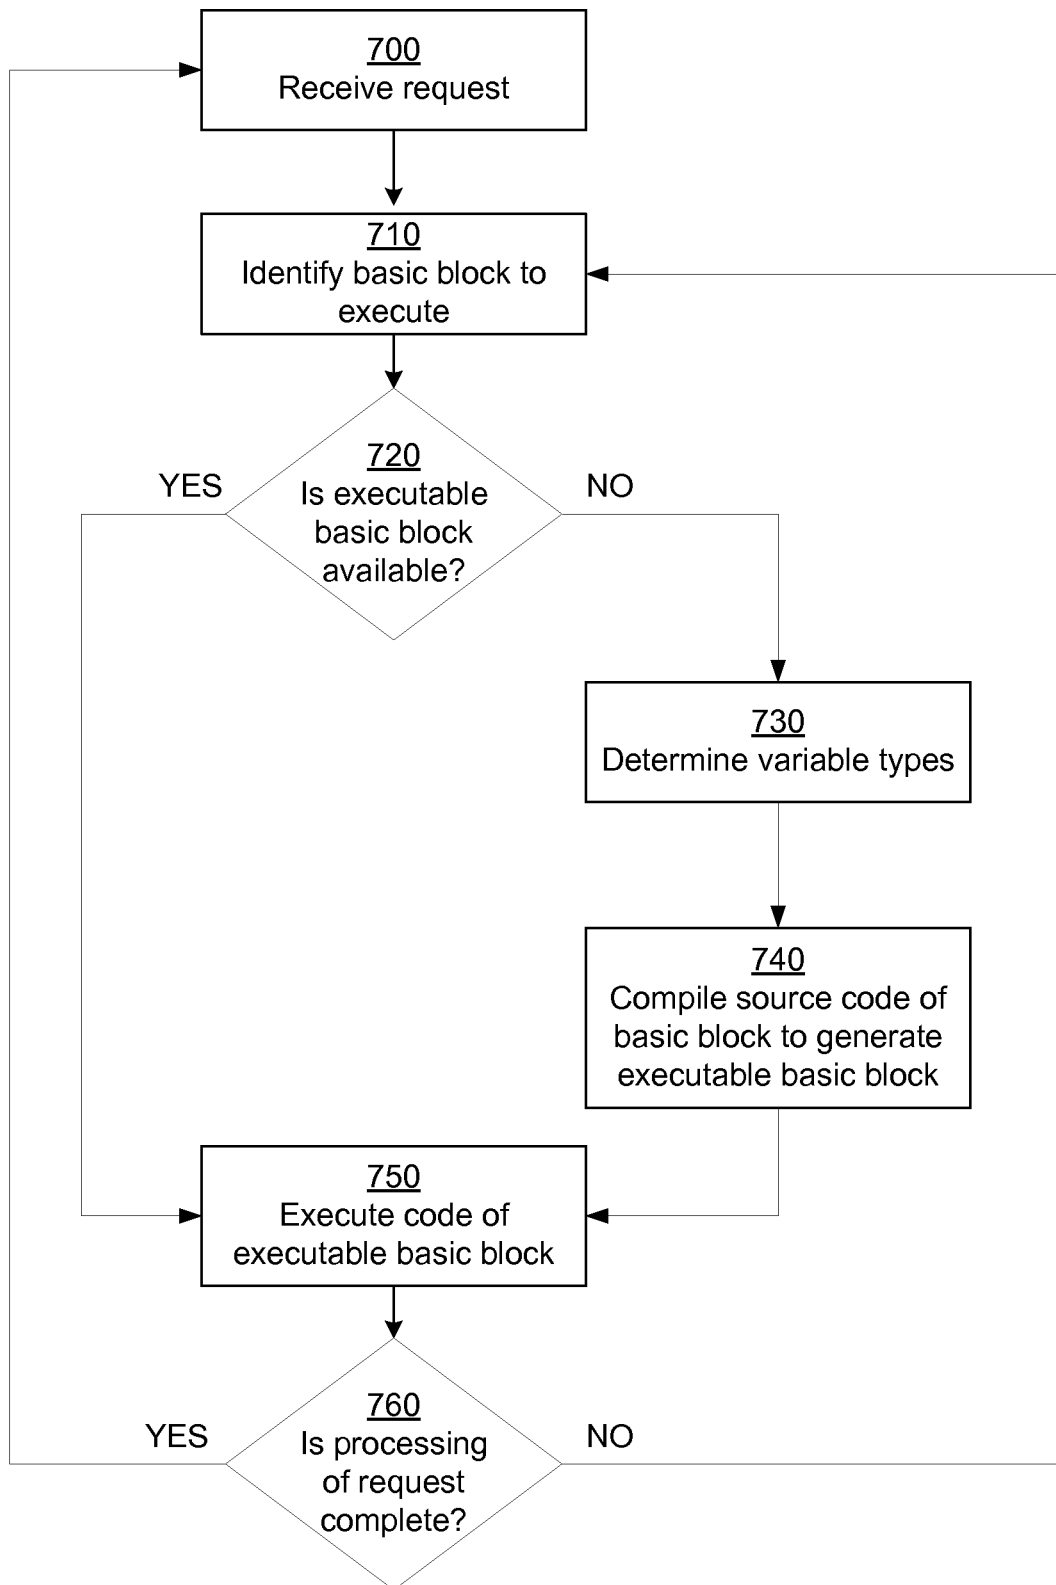 700
Receive request
710
Identify basic block to
execute
720
Is executable
basic block
available?
YES
NO
730
Determine variable types
740
Compile source code of
basic block to generate
executable basic block
750
Execute code of
executable basic block
760
Is processing
of request
complete?
YES
NO